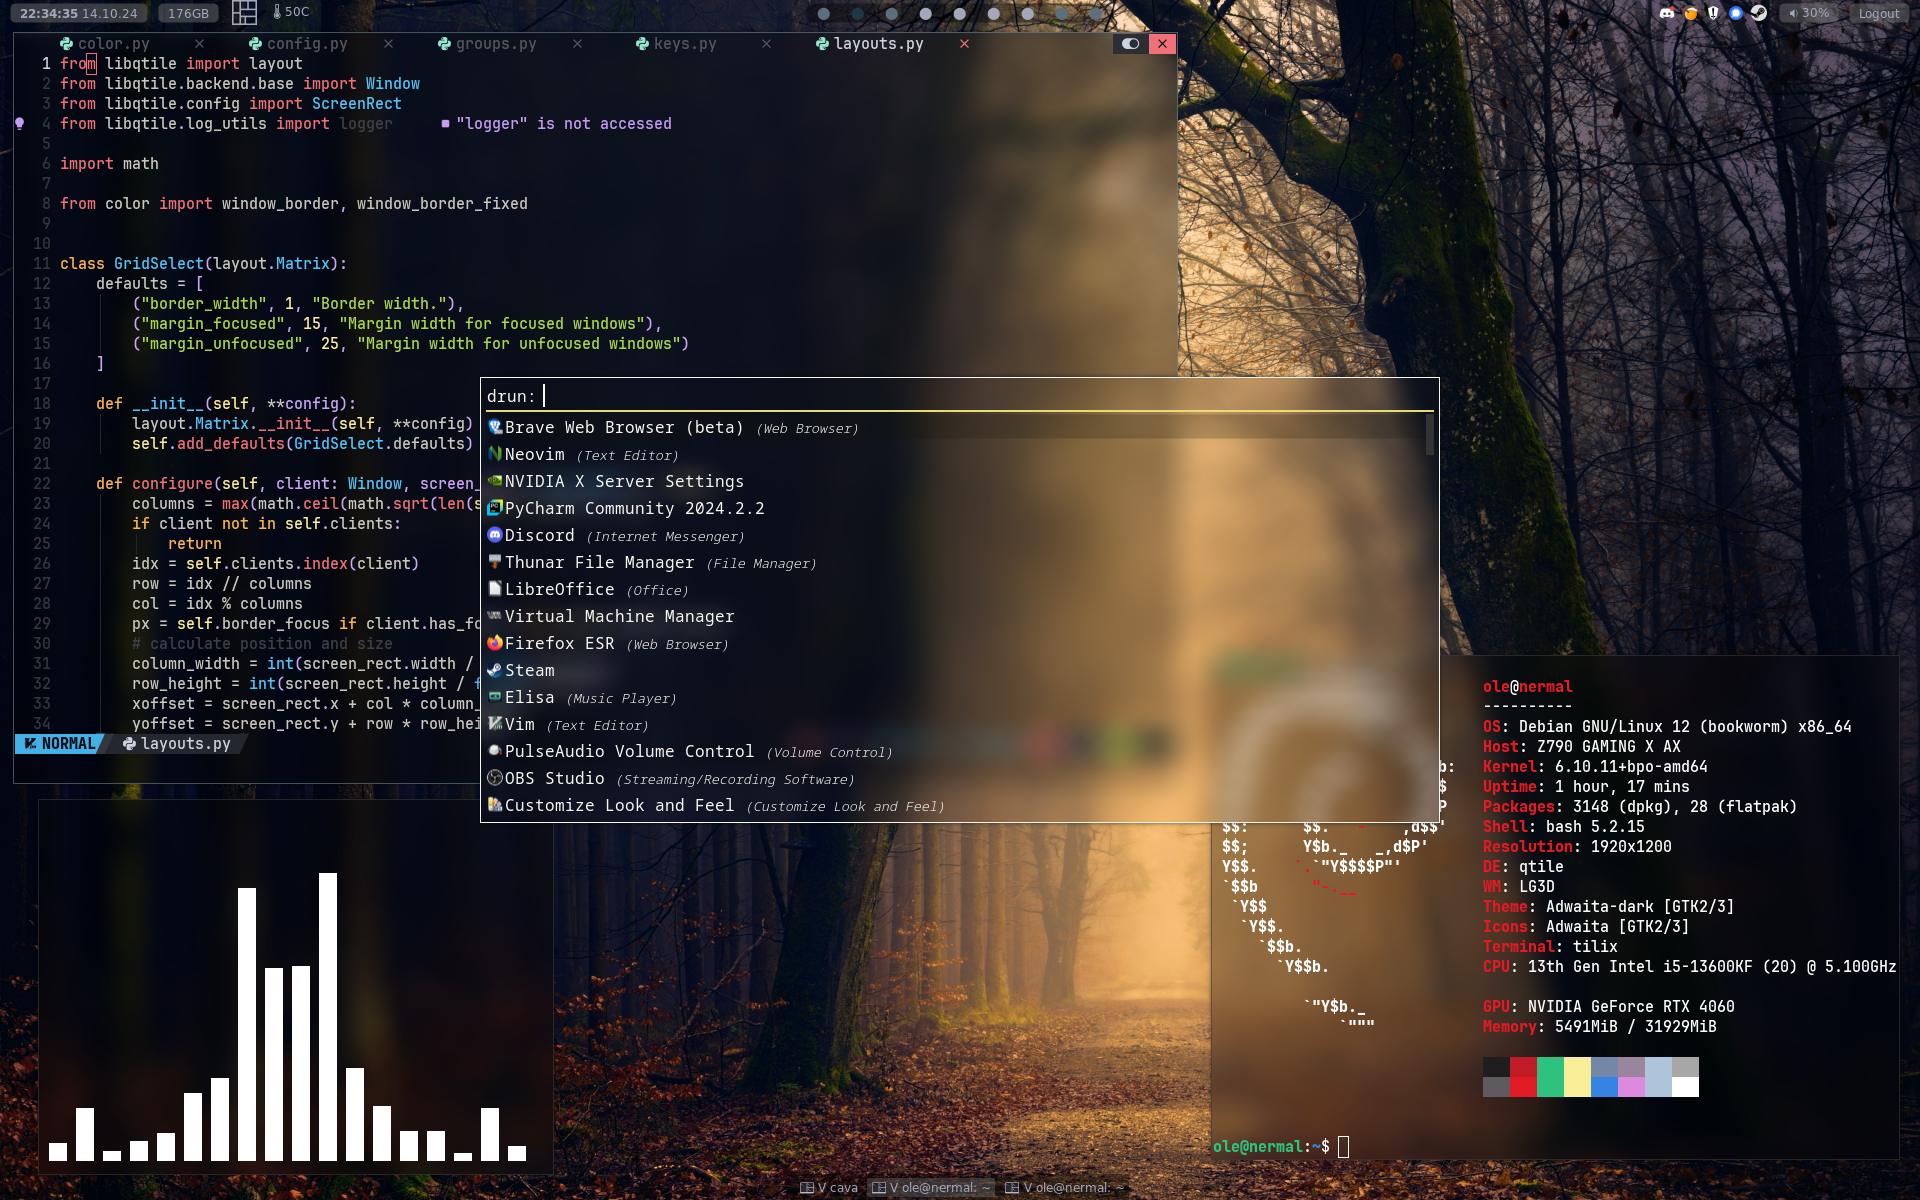 22:34:35 14.10.24 176GB 50C 30% Logout
color.py config.py groups.py keys.py layouts.py
1 from libqtile import layout
2 from libqtile.backend.base import Window
3 from libqtile.config import ScreenRect
4 from libqtile.log_utils import logger "logger" is not accessed
5
6 import math
7
8 from color import window_border, window_border_fixed
9
10
11 class GridSelect(layout.Matrix):
12 defaults = [
13 ("border_width", 1, "Border width."),
14 ("margin_focused", 15, "Margin width for focused windows"),
15 ("margin_unfocused", 25, "Margin width for unfocused windows")
16 ]
17
18 def __init__(self, **config):
19 layout.Matrix.__init__(self, **config)
20 self.add_defaults(GridSelect.defaults)
21
22 def configure(self, client: Window, screen_
23 columns = max(math.ceil(math.sqrt(len(s
24 if client not in self.clients:
25 return
26 idx = self.clients.index(client)
27 row = idx // columns
28 col = idx % columns
29 px = self.border_focus if client.has_fo
30 # calculate position and size
31 column_width = int(screen_rect.width /
32 row_height = int(screen_rect.height / f
33 xoffset = screen_rect.x + col * column_
34 yoffset = screen_rect.y + row * row_hei
NORMAL layouts.py
drun:
Brave Web Browser (beta) (Web Browser)
Neovim (Text Editor)
NVIDIA X Server Settings
PyCharm Community 2024.2.2
Discord (Internet Messenger)
Thunar File Manager (File Manager)
LibreOffice (Office)
Virtual Machine Manager
Firefox ESR (Web Browser)
Steam
Elisa (Music Player)
Vim (Text Editor)
PulseAudio Volume Control (Volume Control)
OBS Studio (Streaming/Recording Software)
Customize Look and Feel (Customize Look and Feel)
ole@nermal
----------
OS: Debian GNU/Linux 12 (bookworm) x86_64
Host: Z790 GAMING X AX
b: Kernel: 6.10.11+bpo-amd64
$ Uptime: 1 hour, 17 mins
P Packages: 3148 (dpkg), 28 (flatpak)
$$: $$. - ,d$$' Shell: bash 5.2.15
$$; Y$b._ _,d$P' Resolution: 1920x1200
Y$$. `.`"Y$$$$P"' DE: qtile
`$$b "-.__ WM: LG3D
`Y$$ Theme: Adwaita-dark [GTK2/3]
`Y$$. Icons: Adwaita [GTK2/3]
`$$b. Terminal: tilix
`Y$$b. CPU: 13th Gen Intel i5-13600KF (20) @ 5.100GHz
`"Y$b._ GPU: NVIDIA GeForce RTX 4060
`""" Memory: 5491MiB / 31929MiB
ole@nermal:~$
V cava V ole@nermal: ~ V ole@nermal: ~